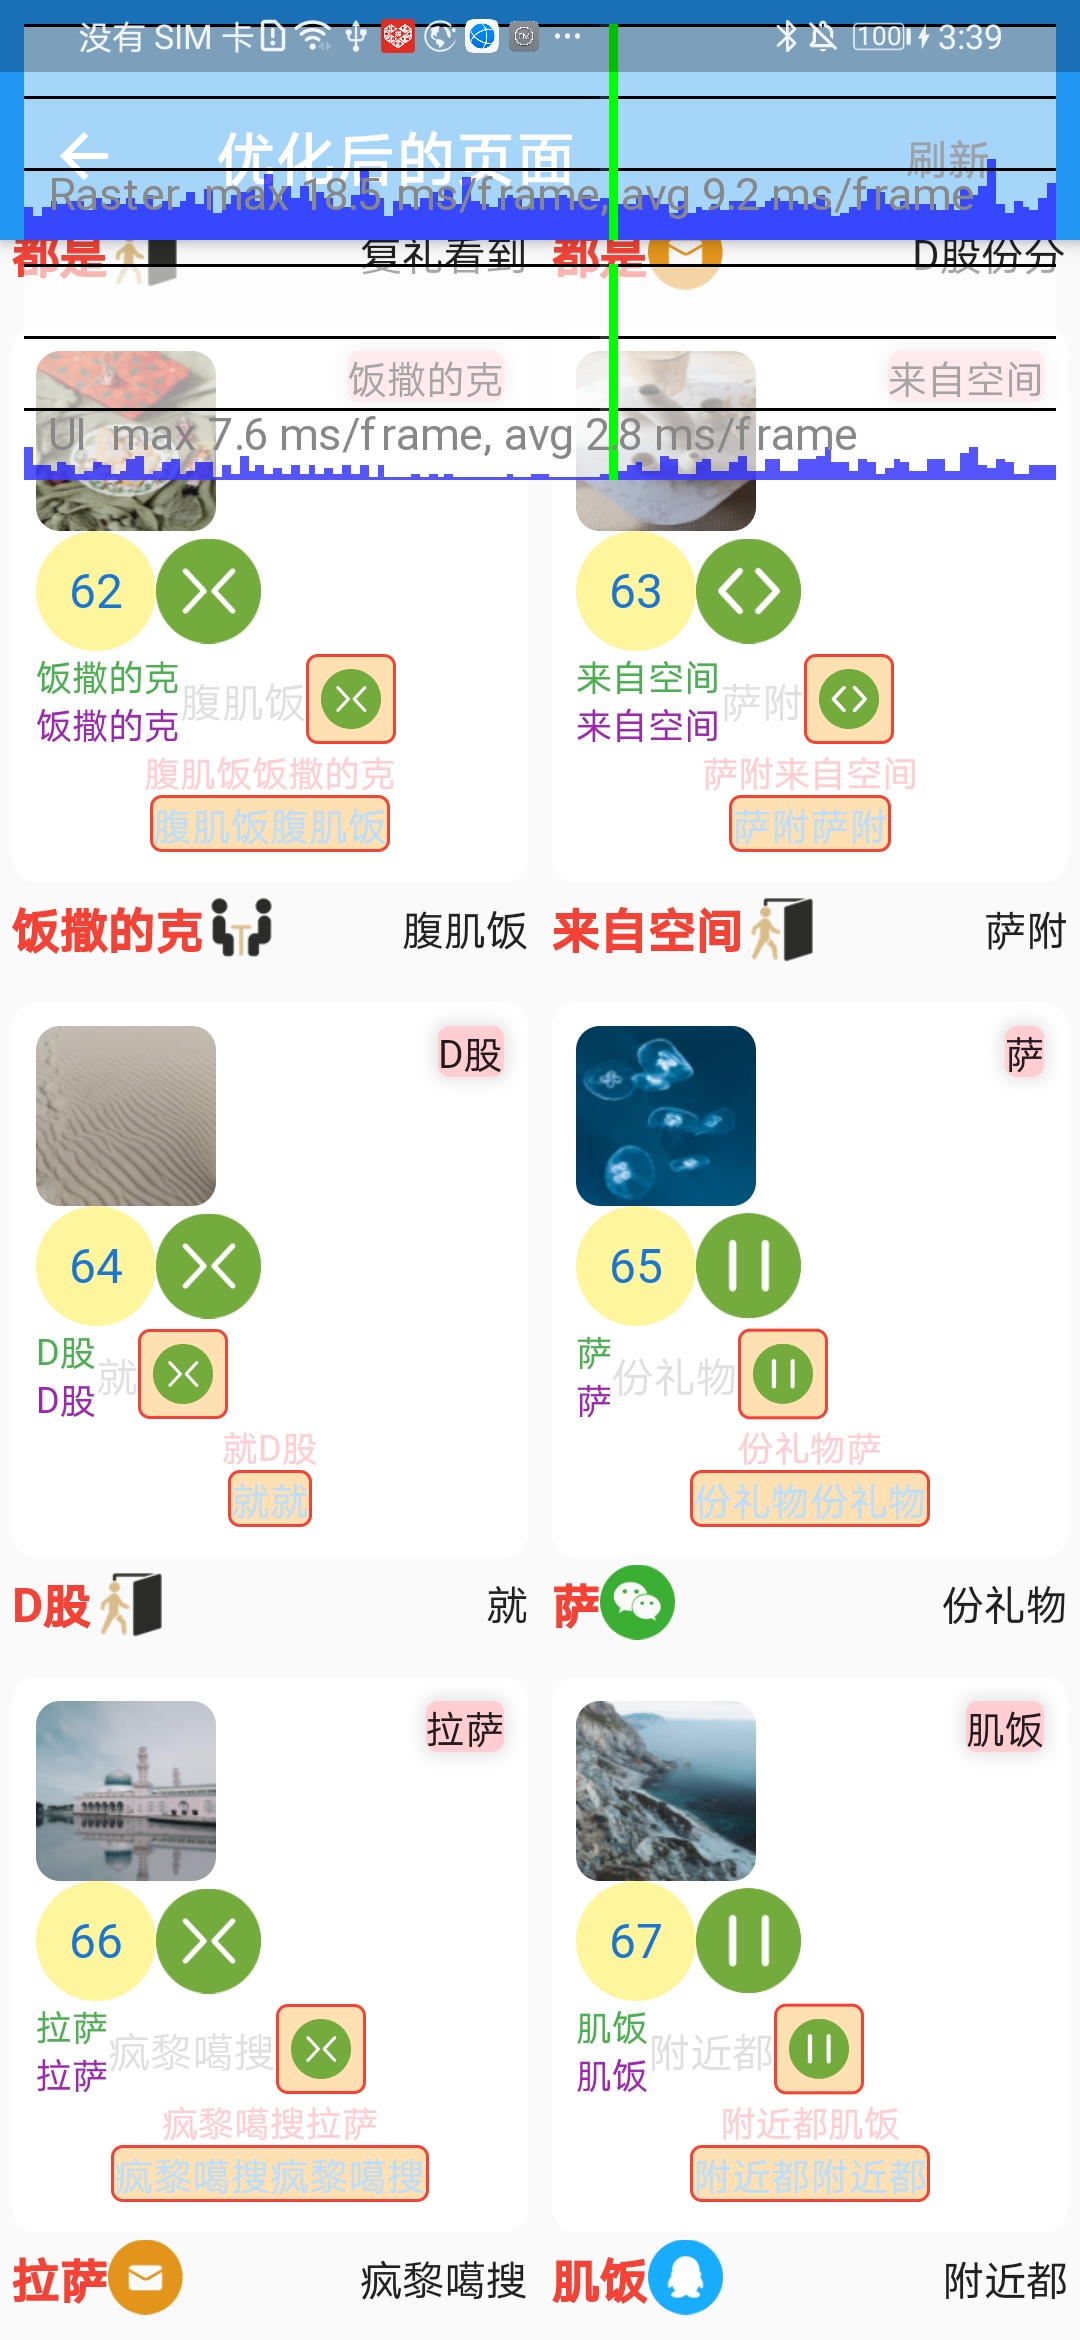 没有 SIM 卡 100 3:39
优化后的页面 刷新
Raster max 18.5 ms/frame, avg 9.2 ms/frame
都是 复礼看到 都是 D股份分
饭撒的克 来自空间
UI max 7.6 ms/frame, avg 2.8 ms/frame
62 63
饭撒的克 腹肌饭 来自空间 萨附
饭撒的克 来自空间
腹肌饭饭撒的克 萨附来自空间
腹肌饭腹肌饭 萨附萨附
饭撒的克 腹肌饭 来自空间 萨附
D股 萨
64 65
D股 就 萨 份礼物
D股 萨
就D股 份礼物萨
就就 份礼物份礼物
D股 就 萨 份礼物
拉萨 肌饭
66 67
拉萨 疯黎噶搜 肌饭 附近都
拉萨 肌饭
疯黎噶搜拉萨 附近都肌饭
疯黎噶搜疯黎噶搜 附近都附近都
拉萨 疯黎噶搜 肌饭 附近都